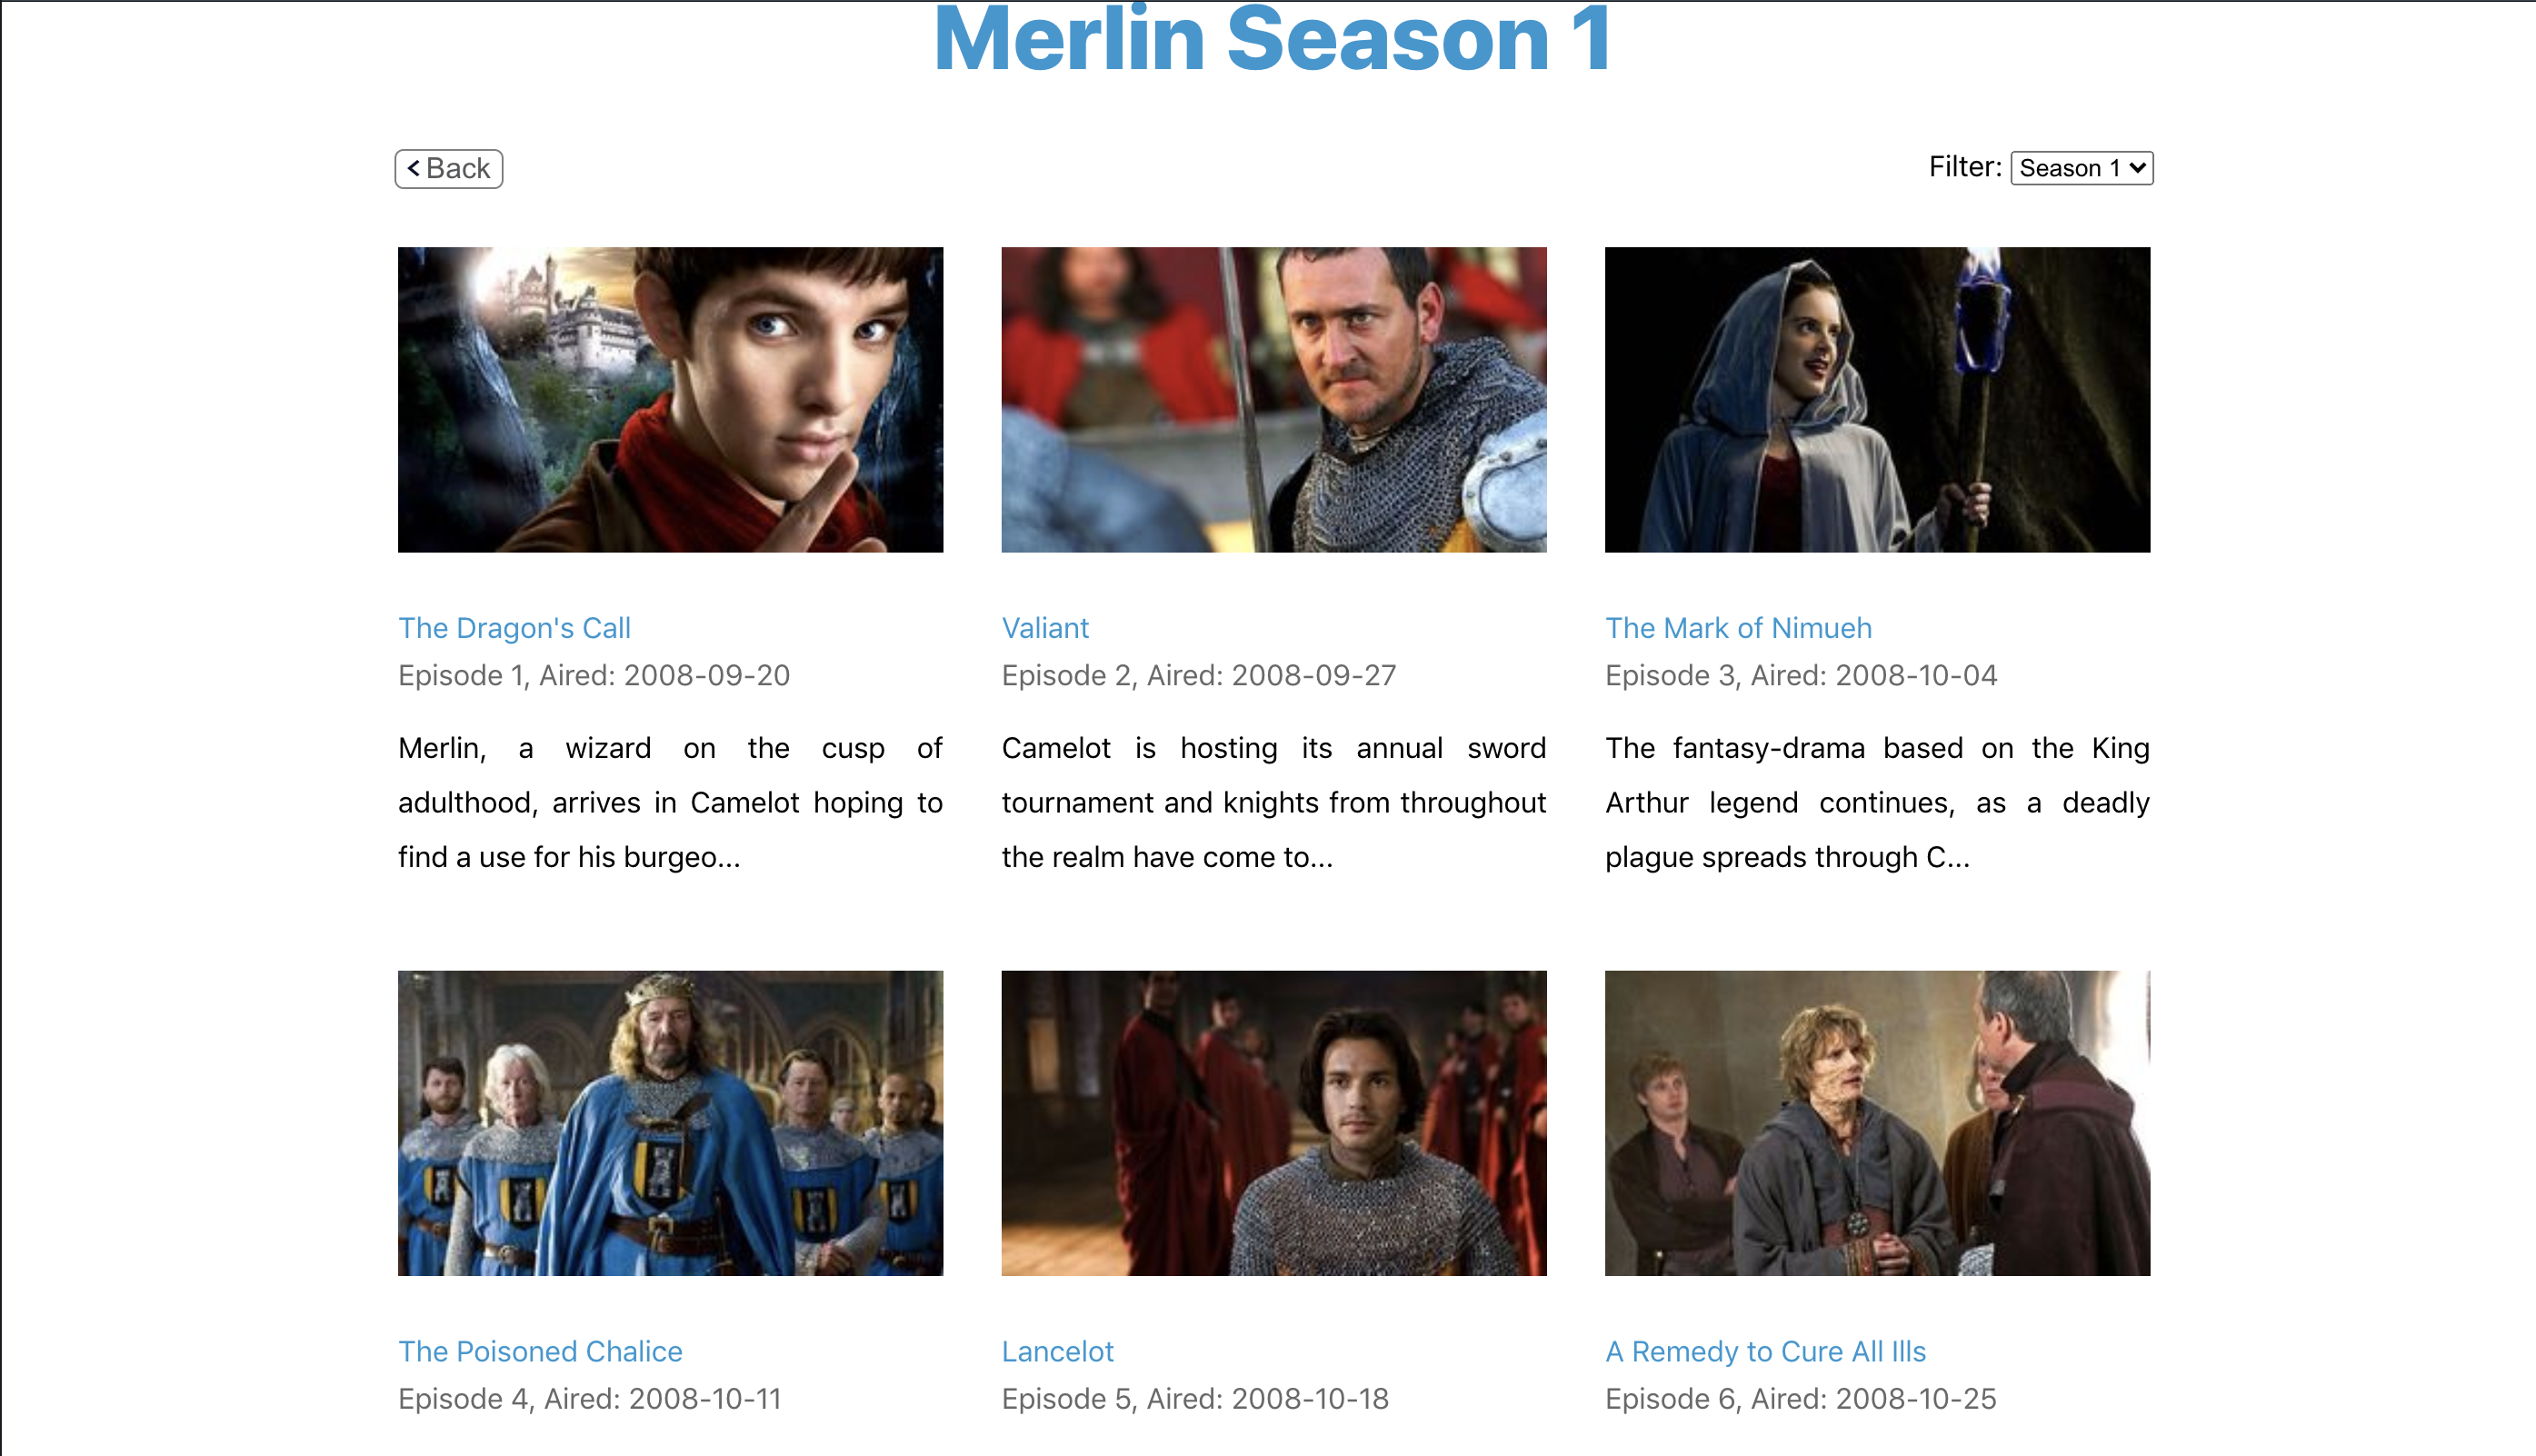 Merlin Season 1
Back
Filter: Season 1
The Dragon's Call
Episode 1, Aired: 2008-09-20
Merlin, a wizard on the cusp of
adulthood, arrives in Camelot hoping to
find a use for his burgeo...
Valiant
Episode 2, Aired: 2008-09-27
Camelot is hosting its annual sword
tournament and knights from throughout
the realm have come to...
The Mark of Nimueh
Episode 3, Aired: 2008-10-04
The fantasy-drama based on the King
Arthur legend continues, as a deadly
plague spreads through C...
The Poisoned Chalice
Episode 4, Aired: 2008-10-11
Lancelot
Episode 5, Aired: 2008-10-18
A Remedy to Cure All Ills
Episode 6, Aired: 2008-10-25